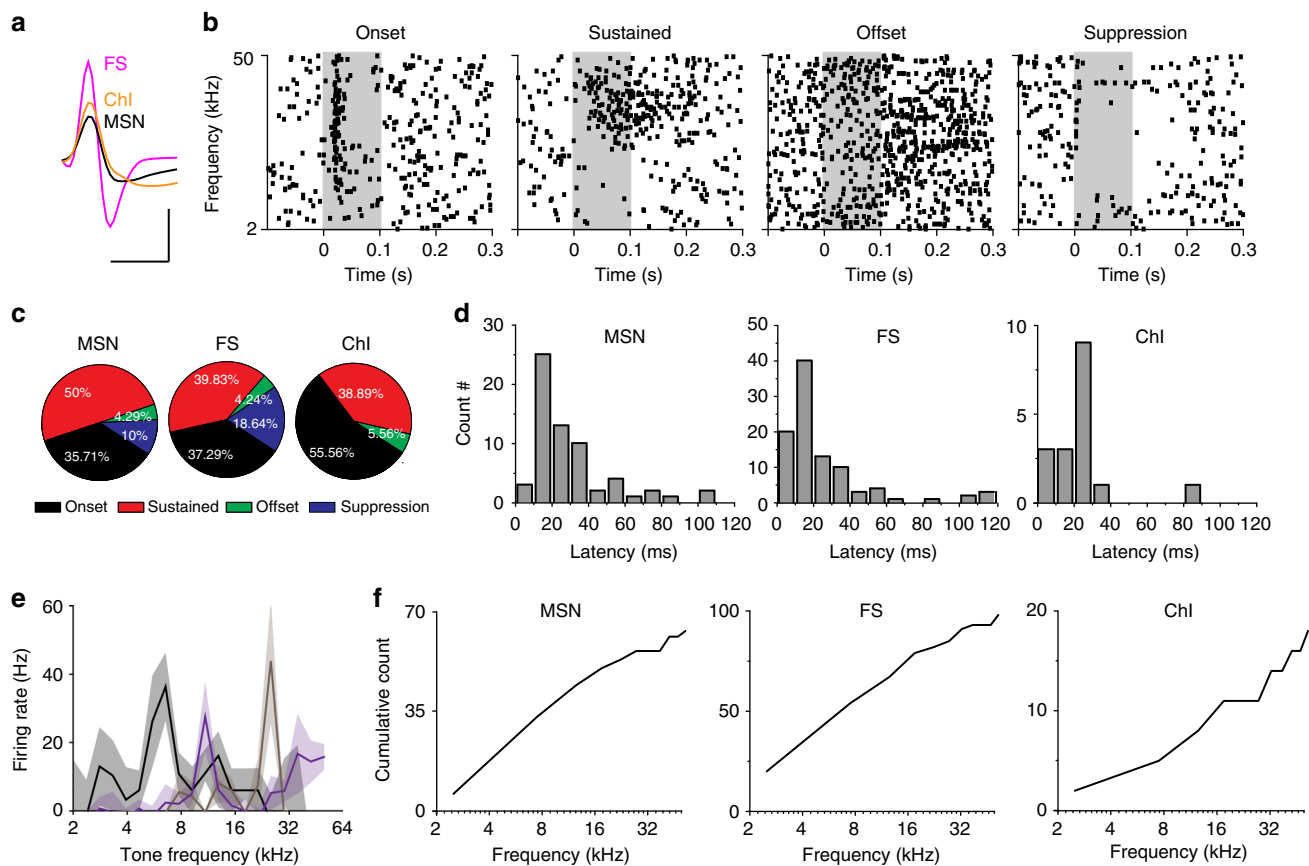 a
FS
ChI
MSN
b
Onset Sustained Offset Suppression
Frequency (kHz)
50
2
0 0.1 0.2 0.3 0 0.1 0.2 0.3 0 0.1 0.2 0.3 0 0.1 0.2 0.3
Time (s) Time (s) Time (s) Time (s)
c
MSN FS ChI
50% 4.29% 10% 35.71%
39.83% 4.24% 18.64% 37.29%
38.89% 5.56% 55.56%
Onset Sustained Offset Suppression
d
MSN
Count #
30
20
10
0
0 20 40 60 80 100 120
Latency (ms)
FS
50
40
30
20
10
0
0 20 40 60 80 100 120
Latency (ms)
ChI
10
5
0
0 20 40 60 80 100 120
Latency (ms)
e
Firing rate (Hz)
60
40
20
0
2 4 8 16 32 64
Tone frequency (kHz)
f
MSN
Cumulative count
70
35
0
2 4 8 16 32
Frequency (kHz)
FS
100
50
0
2 4 8 16 32
Frequency (kHz)
ChI
20
10
0
2 4 8 16 32
Frequency (kHz)